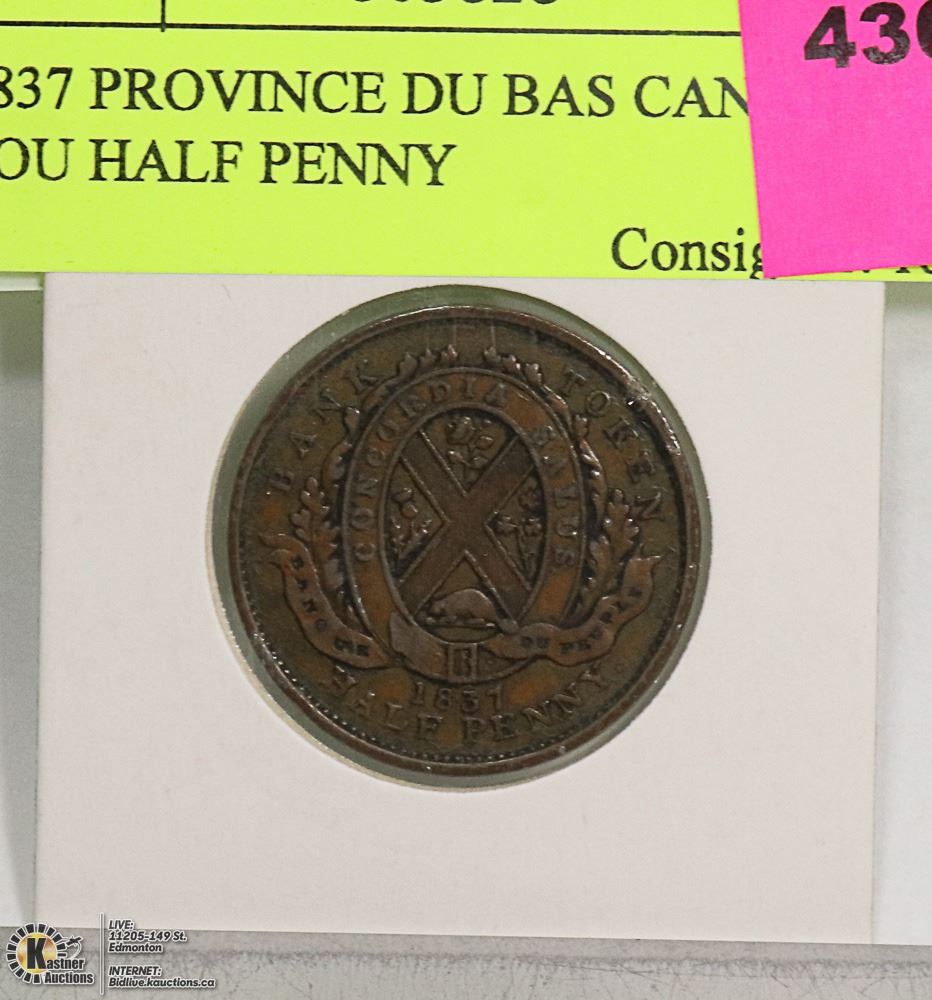 430
837 PROVINCE DU BAS CAN
OU HALF PENNY
Consig
BANK TOKEN
CONCORDIA SALUS
BANQUE DU PEUPLE
1837
HALF PENNY
Kastner
Auctions
LIVE:
11205-149 St.
Edmonton
INTERNET:
Bidlive.kauctions.ca